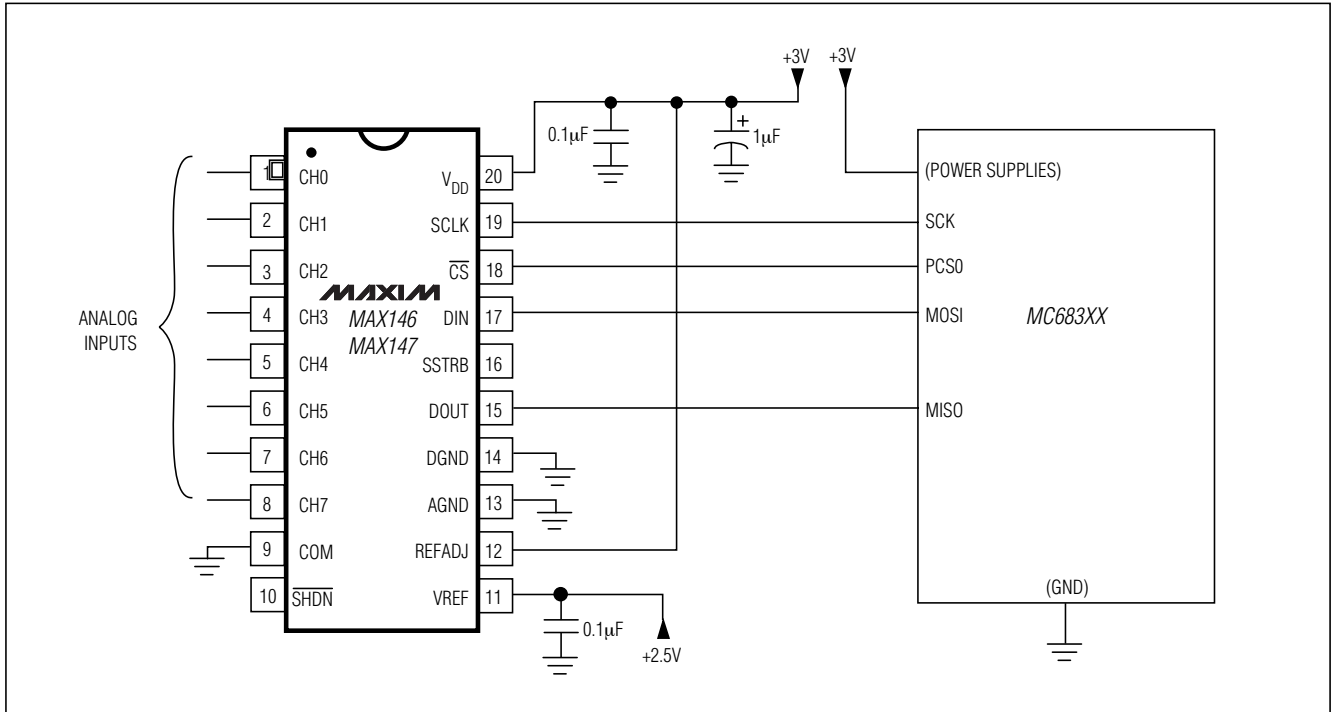 +3V +3V
0.1µF
+
1µF
1 CH0
2 CH1
3 CH2
4 CH3
5 CH4
6 CH5
7 CH6
8 CH7
9 COM
10 SHDN
ANALOG
INPUTS
MAXIM
MAX146
MAX147
VDD 20
SCLK 19
CS 18
DIN 17
SSTRB 16
DOUT 15
DGND 14
AGND 13
REFADJ 12
VREF 11
0.1µF
+2.5V
(POWER SUPPLIES)
SCK
PCS0
MOSI
MC683XX
MISO
(GND)